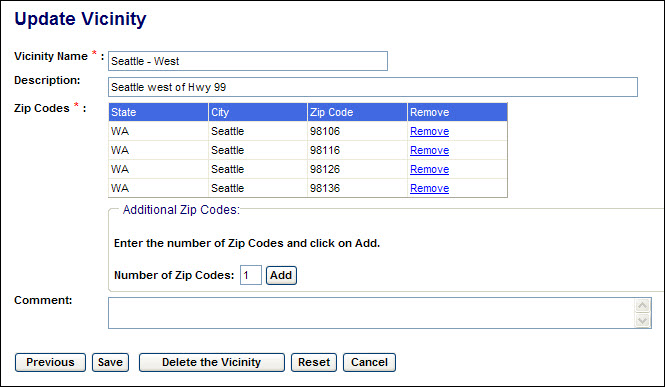 Update Vicinity
Vicinity Name * : Seattle - West
Description: Seattle west of Hwy 99
Zip Codes * : State City Zip Code Remove
WA Seattle 98106 Remove
WA Seattle 98116 Remove
WA Seattle 98126 Remove
WA Seattle 98136 Remove
Additional Zip Codes:
Enter the number of Zip Codes and click on Add.
Number of Zip Codes: 1 Add
Comment:
Previous Save Delete the Vicinity Reset Cancel